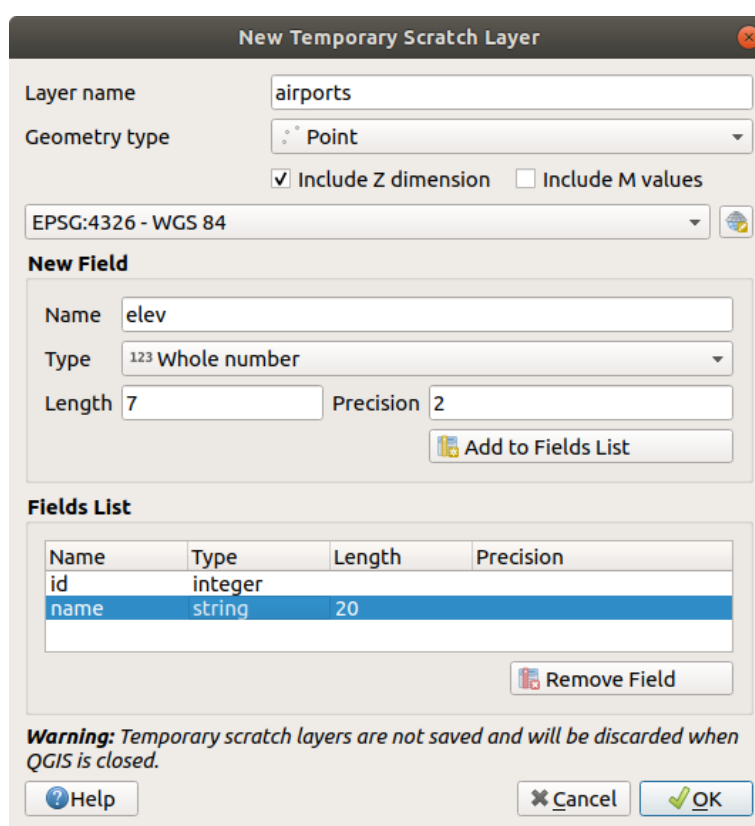 New Temporary Scratch Layer
Layer name airports
Geometry type Point
Include Z dimension Include M values
EPSG:4326 - WGS 84
New Field
Name elev
Type 123 Whole number
Length 7 Precision 2
Add to Fields List
Fields List
Name Type Length Precision
id integer
name string 20
Remove Field
Warning: Temporary scratch layers are not saved and will be discarded when
QGIS is closed.
Help Cancel OK